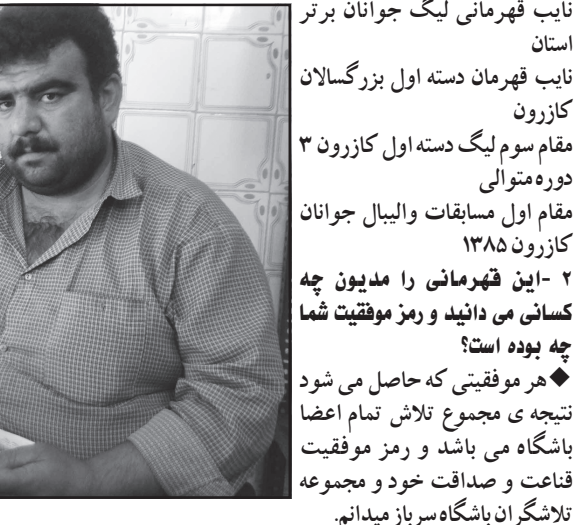 نایب قهرمانی لیگ جوانان برتر
استان
نایب قهرمان دسته اول بزرگسالان
کازرون
مقام سوم لیگ دسته اول کازرون ۳
دوره متوالی
مقام اول مسابقات والیبال جوانان
کازرون ۱۳۸۵
۲ -این قهرمانی را مدیون چه
کسانی می دانید و رمز موفقیت شما
چه بوده است؟
◆هر موفقیتی که حاصل می شود
نتیجه ی مجموع تلاش تمام اعضا
باشگاه می باشد و رمز موفقیت
قناعت و صداقت خود و مجموعه
تلاشگران باشگاه سرباز میدانم.